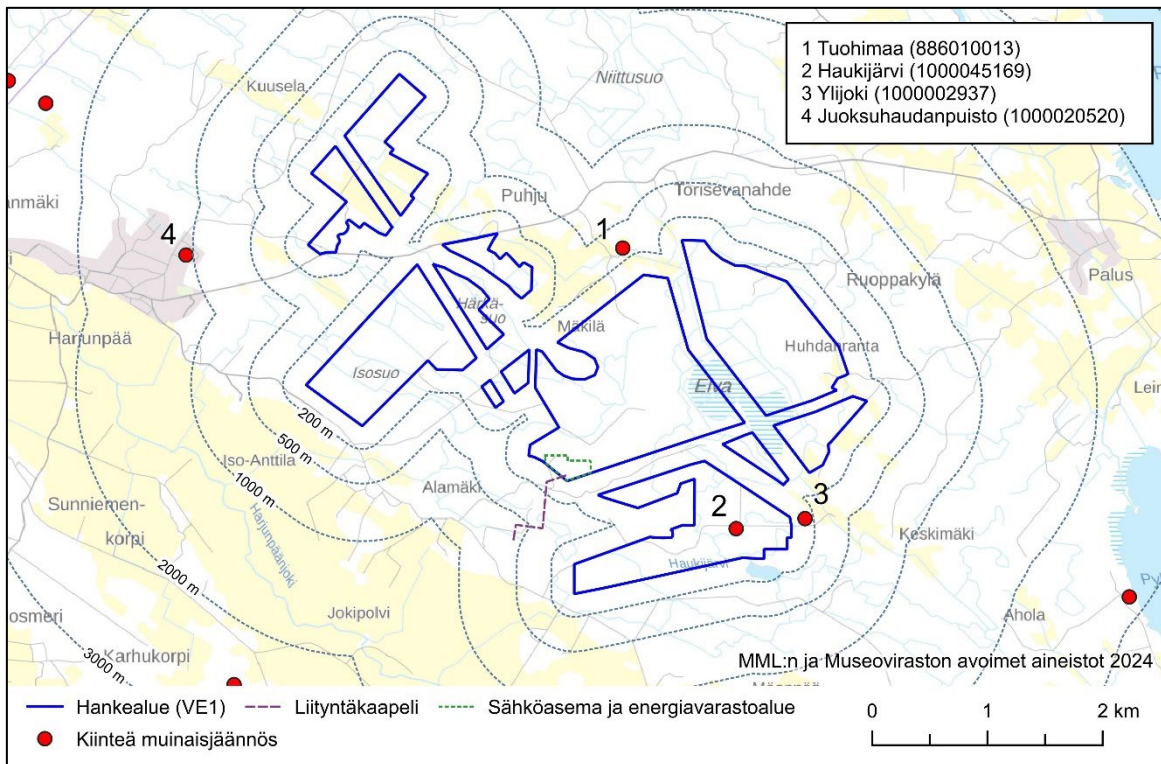 1 Tuohimaa (886010013)
2 Haukijärvi (1000045169)
3 Ylijoki (1000002937)
4 Juoksuhaudanpuisto (1000020520)
Niittusuo
Kuusela
Puhju
Torisevanahde
1
anmäki
4
Ruoppakylä
Palus
Harjunpää
Härkä-
suo
Mäkilä
Huhdanranta
Isosuo
Elva
Lein
200 m
500 m
1000 m
2000 m
3000 m
Iso-Anttila
Alamäki
2
3
Sunniemen-
korpi
Harjunpäänjoki
Keskimäki
Haukijärvi
Jokipolvi
Ahola
osmeri
Karhukorpi
MML:n ja Museoviraston avoimet aineistot 2024
Hankealue (VE1)
Liityntäkaapeli
Sähköasema ja energiavarastoalue
Kiinteä muinaisjäännös
0 1 2 km